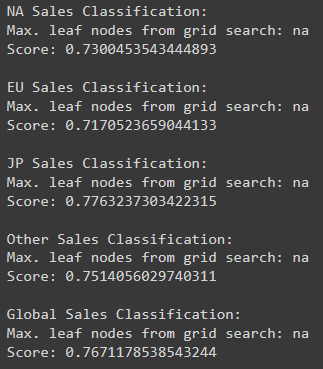 NA Sales Classification:
Max. leaf nodes from grid search: na
Score: 0.7300453543444893
EU Sales Classification:
Max. leaf nodes from grid search: na
Score: 0.7170523659044133
JP Sales Classification:
Max. leaf nodes from grid search: na
Score: 0.7763237303422315
Other Sales Classification:
Max. leaf nodes from grid search: na
Score: 0.7514056029740311
Global Sales Classification:
Max. leaf nodes from grid search: na
Score: 0.7671178538543244